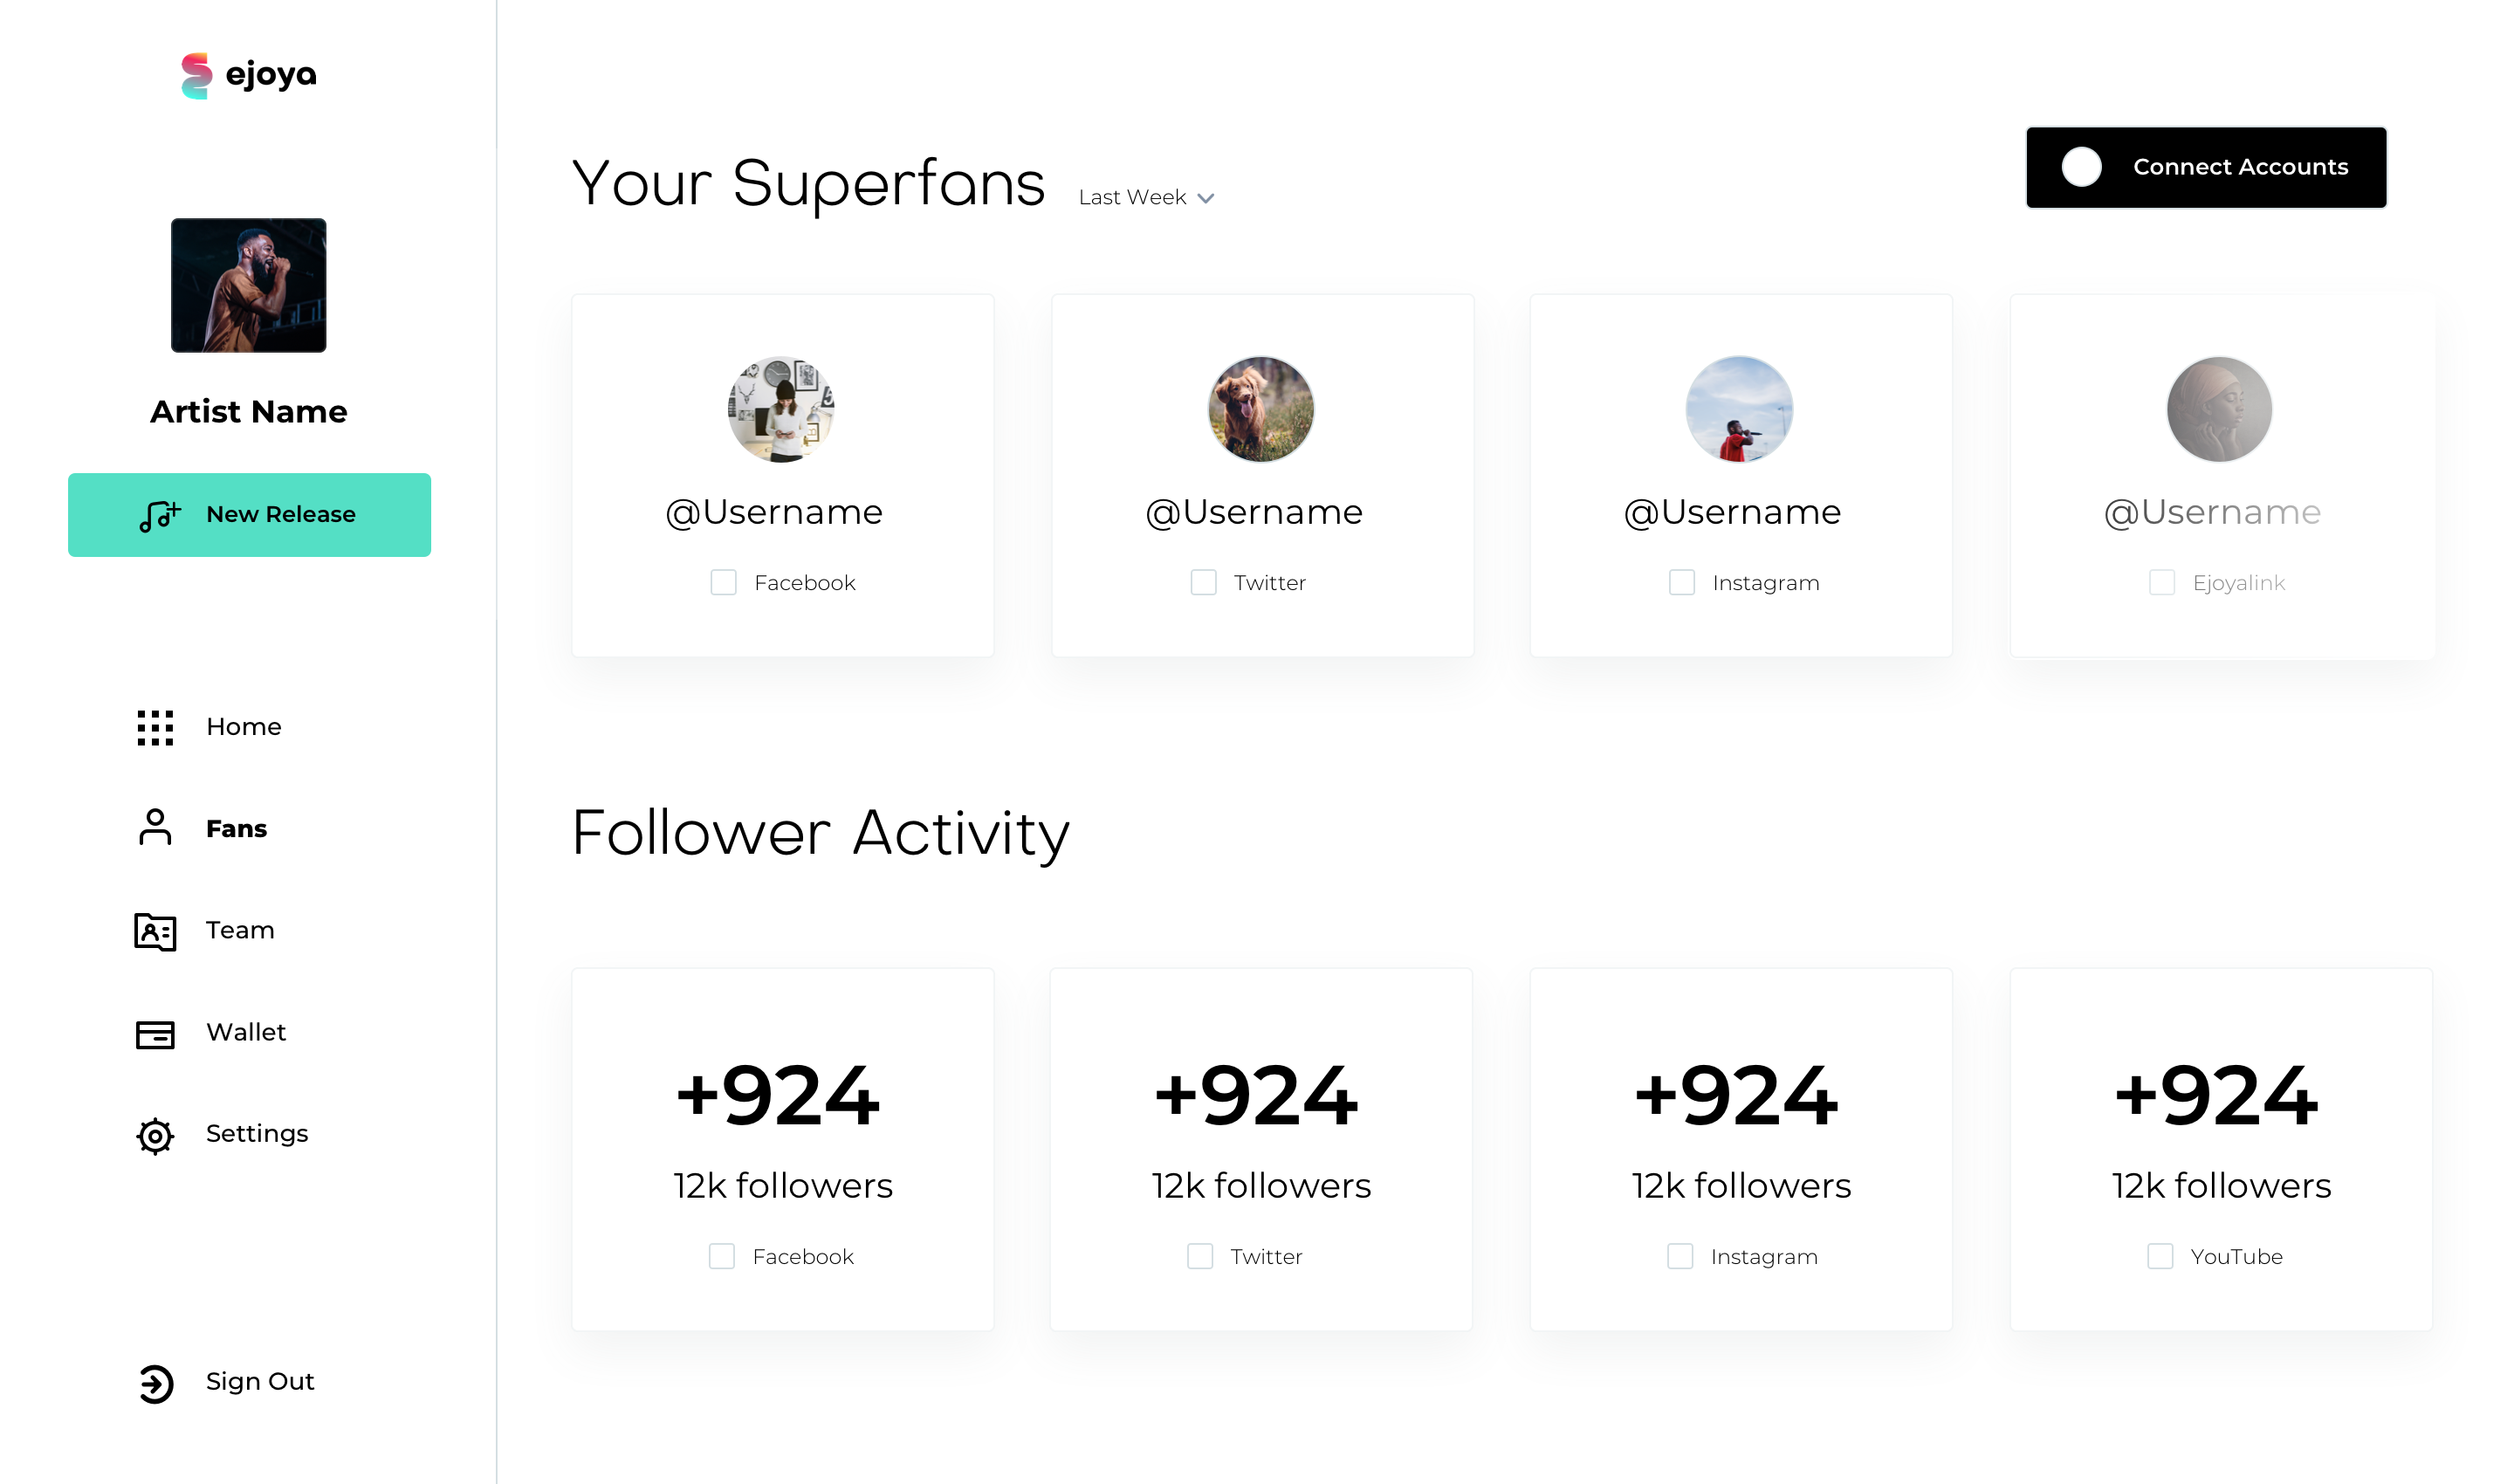 ejoya
Artist Name
New Release
Home
Fans
Team
Wallet
Settings
Sign Out
Your Superfans
Last Week
Connect Accounts
@Username
Facebook
@Username
Twitter
@Username
Instagram
@Username
Ejoyalink
Follower Activity
+924
12k followers
Facebook
+924
12k followers
Twitter
+924
12k followers
Instagram
+924
12k followers
YouTube